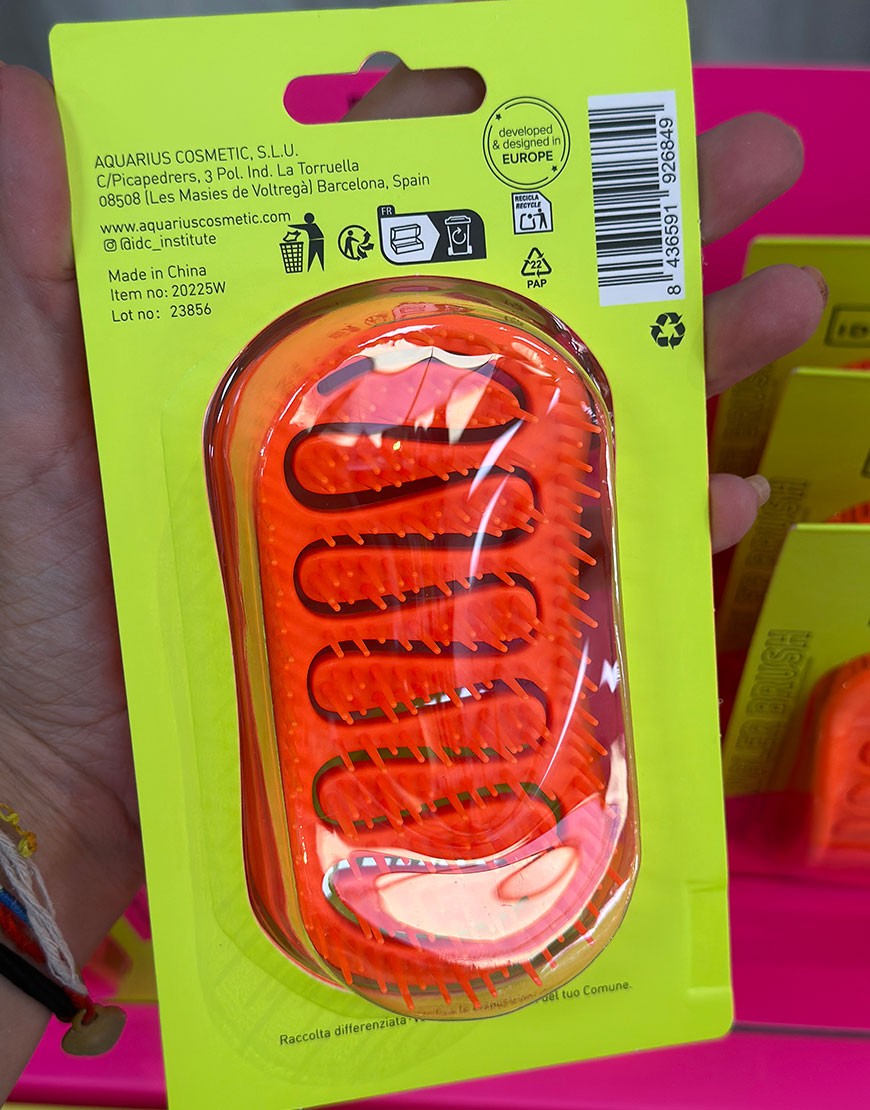 AQUARIUS COSMETIC, S.L.U.
C/Picapedrers, 3 Pol. Ind. La Torruella
08508 (Les Masies de Voltregà) Barcelona, Spain
www.aquariuscosmetic.com
@idc_institute
Made in China
Item no: 20225W
Lot no: 23856
developed
& designed in
EUROPE
FR
RECICLA
RECYCLE
22
PAP
8 436591 926849
Raccolta differenziata
del tuo Comune.
BRUSH